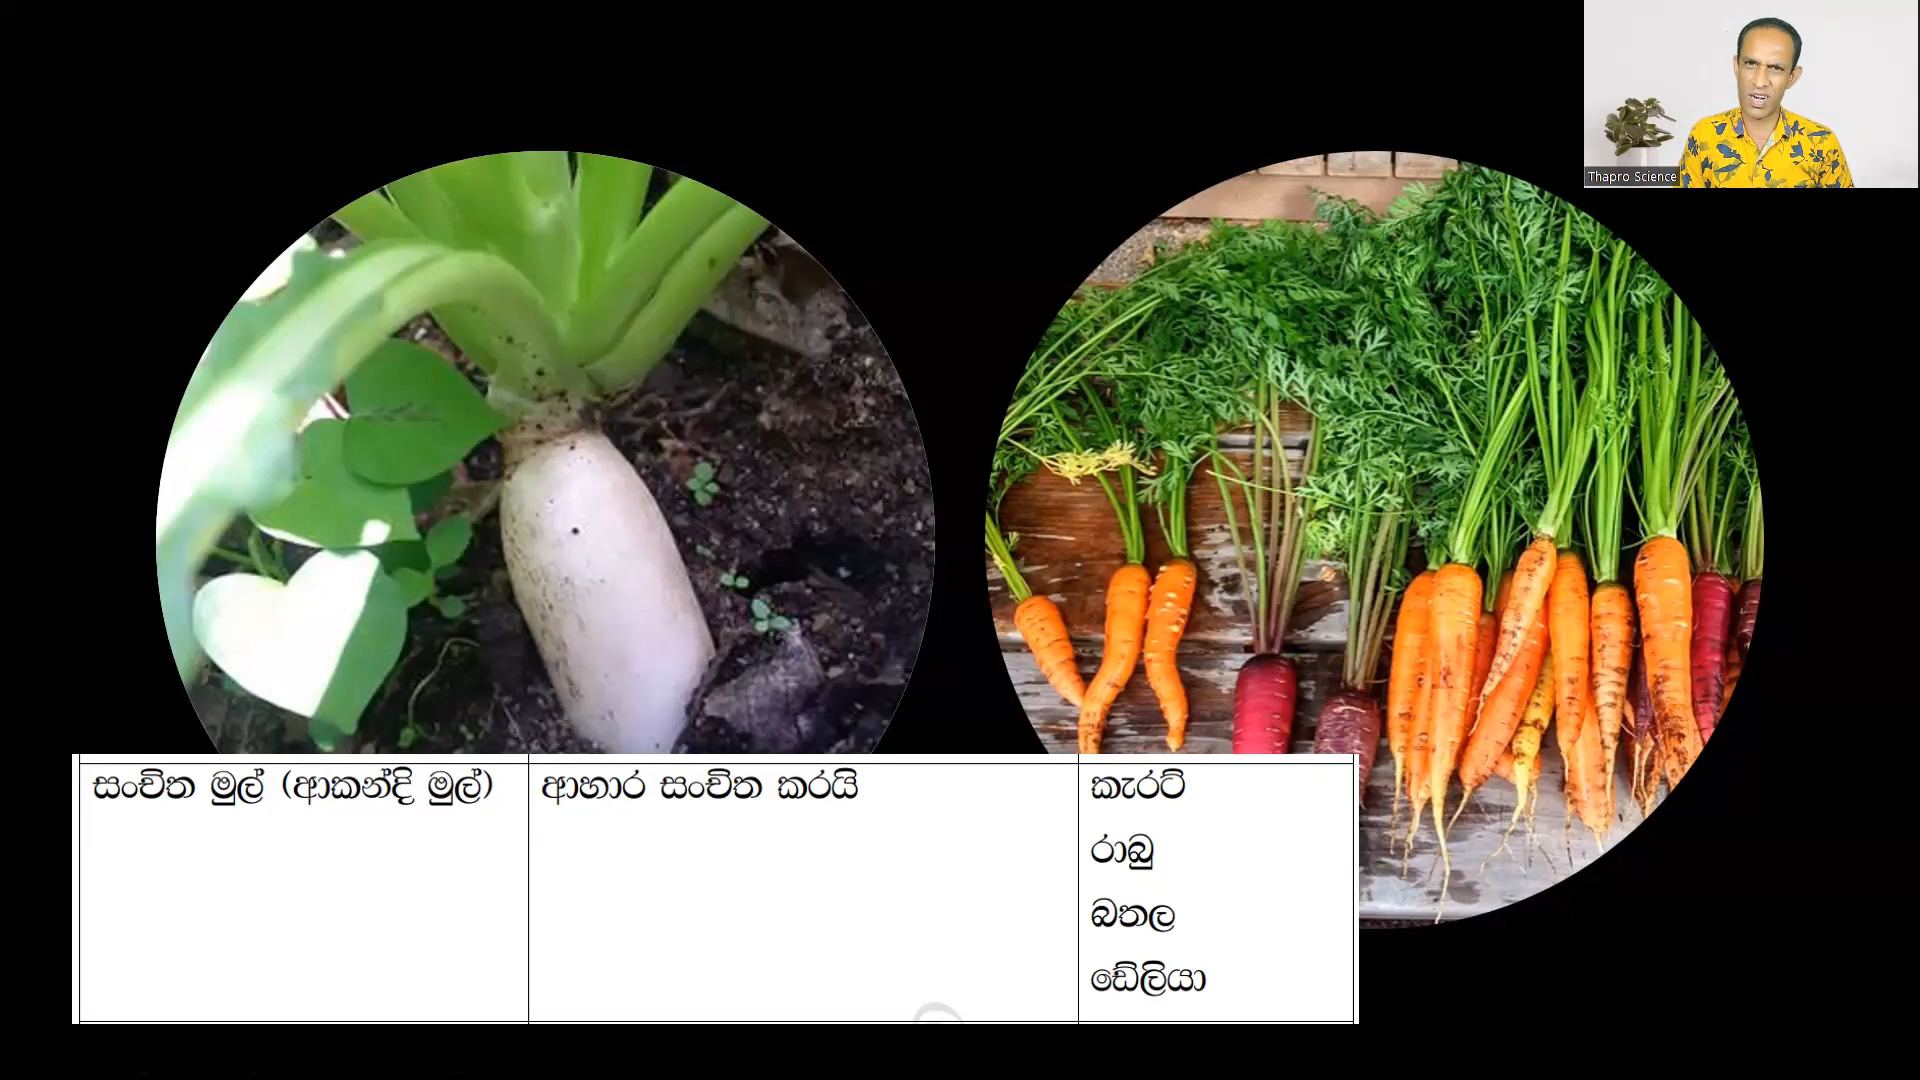 Thapro Science
සංචිත මුල් (ආකන්දි මුල්)
ආහාර සංචිත කරයි
කැරට්
රාබු
බතල
ඩේලියා